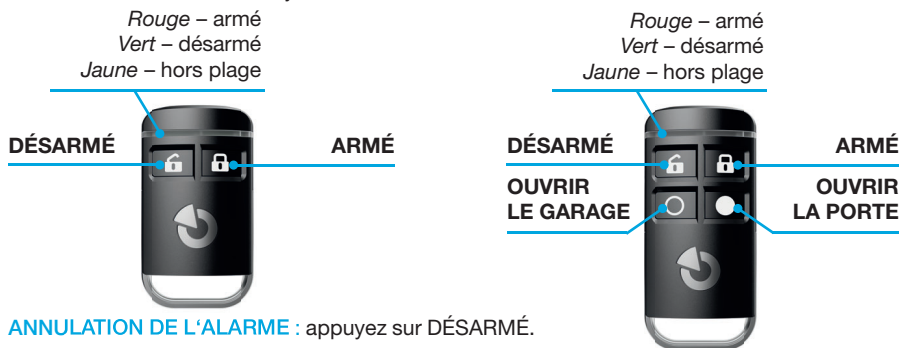 Rouge – armé
Vert – désarmé
Jaune – hors plage
DÉSARMÉ
ARMÉ
Rouge – armé
Vert – désarmé
Jaune – hors plage
DÉSARMÉ
ARMÉ
OUVRIR
LE GARAGE
OUVRIR
LA PORTE
ANNULATION DE L'ALARME : appuyez sur DÉSARMÉ.